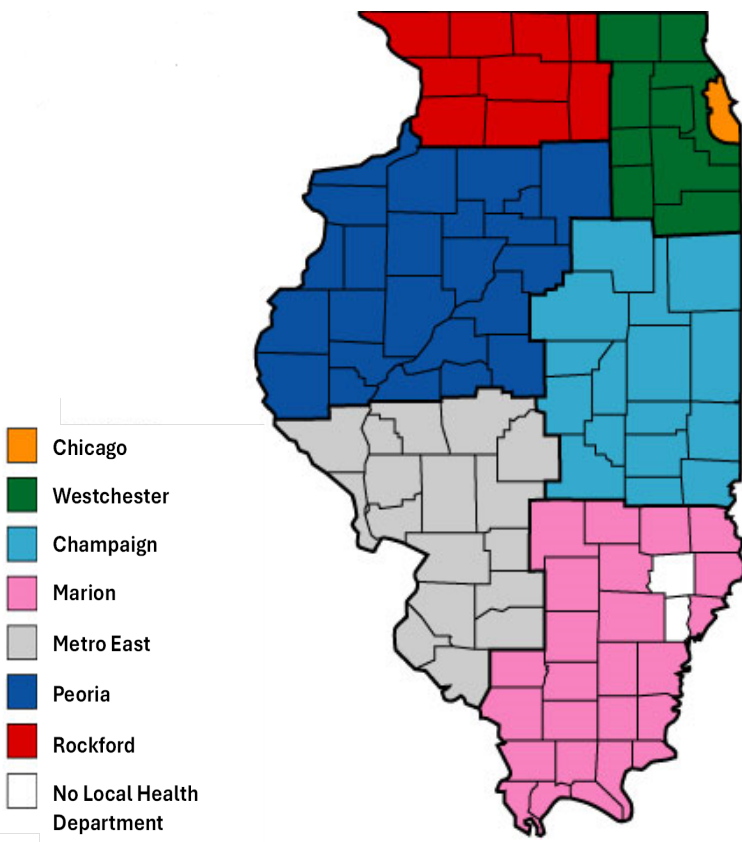 Chicago
Westchester
Champaign
Marion
Metro East
Peoria
Rockford
No Local Health
Department